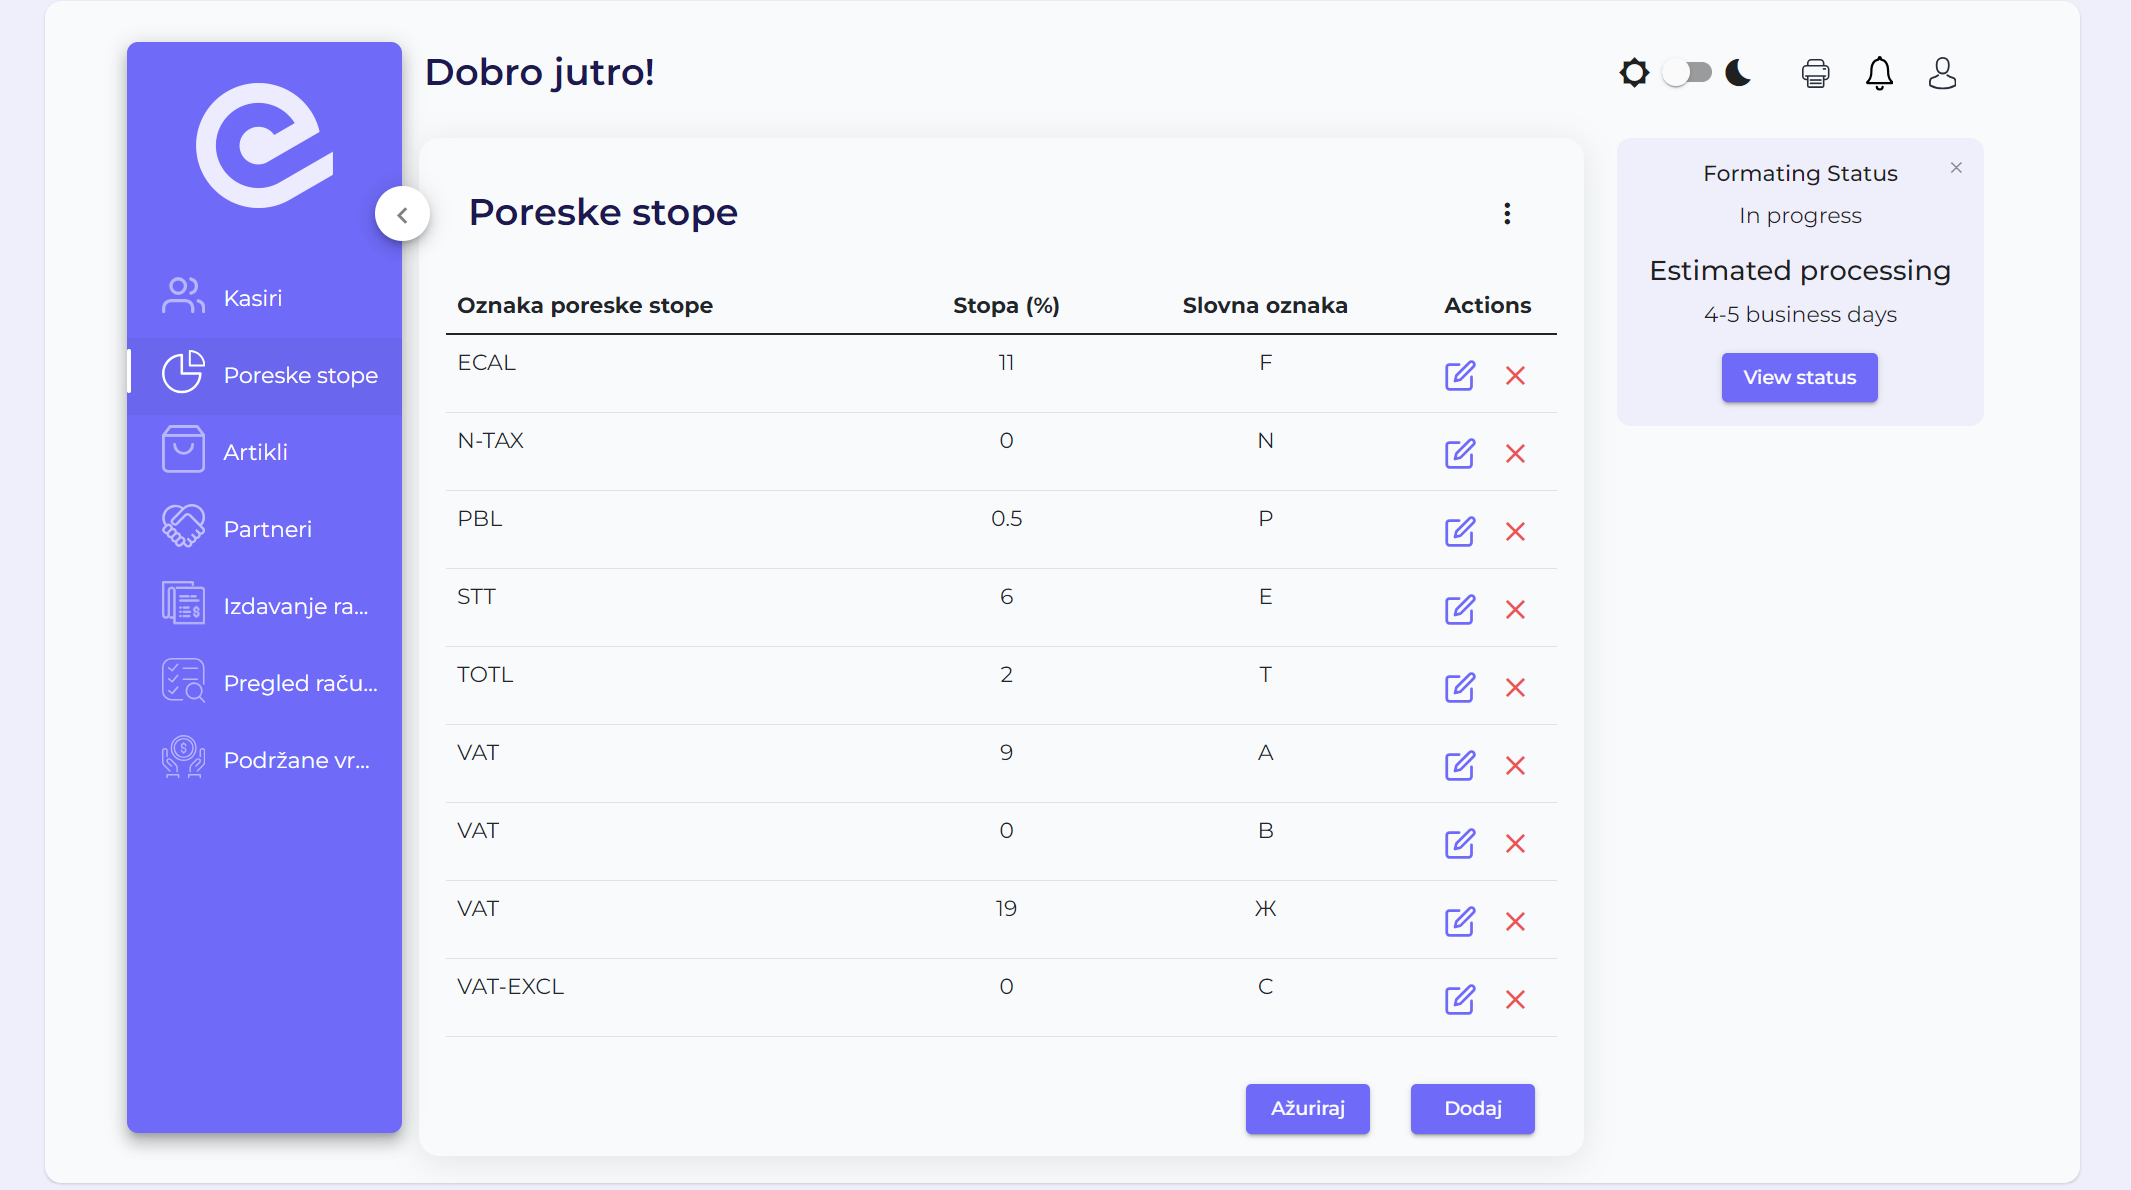 Dobro jutro!
Kasiri
Poreske stope
Artikli
Partneri
Izdavanje ra...
Pregled raču...
Podržane vr...
Poreske stope
Oznaka poreske stope Stopa (%) Slovna oznaka Actions
ECAL 11 F
N-TAX 0 N
PBL 0.5 P
STT 6 E
TOTL 2 T
VAT 9 A
VAT 0 B
VAT 19 Ж
VAT-EXCL 0 C
Ažuriraj Dodaj
Formating Status
In progress
Estimated processing
4-5 business days
View status